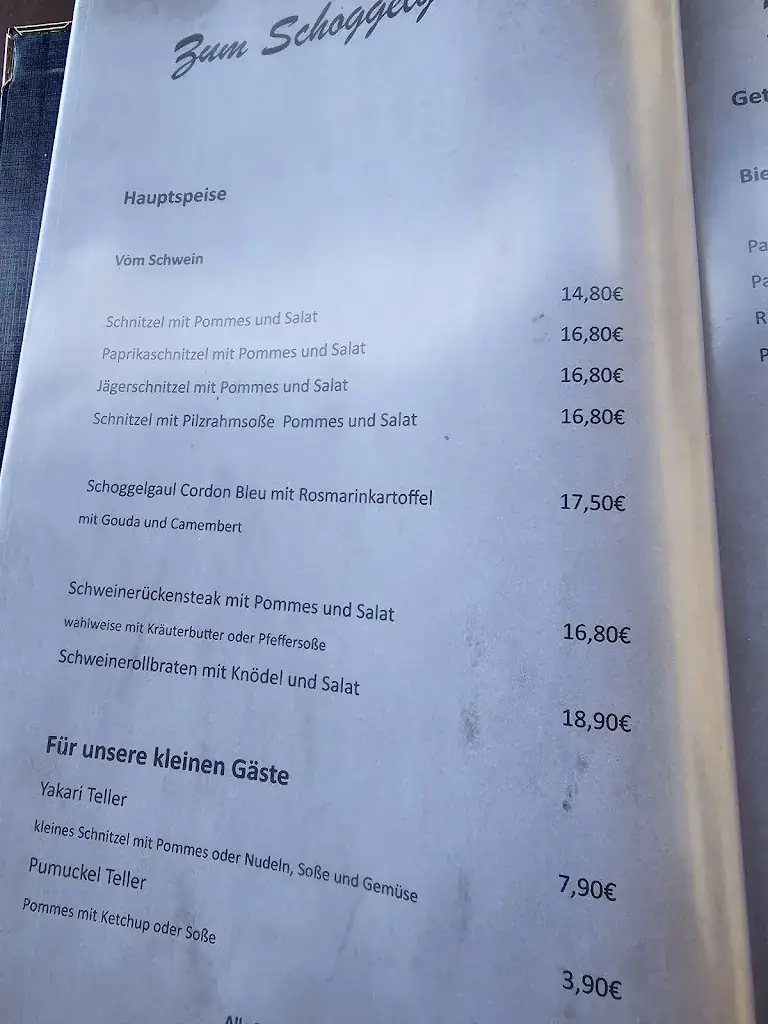 Zum
Hauptspeise
Vom Schwein
Schnitzel mit Pommes und Salat 14,80€
Paprikaschnitzel mit Pommes und Salat 16,80€
Jägerschnitzel mit Pommes und Salat 16,80€
Schnitzel mit Pilzrahmsoße Pommes und Salat 16,80€
Schoggelgaul Cordon Bleu mit Rosmarinkartoffel 17,50€
mit Gouda und Camembert
Schweinerückensteak mit Pommes und Salat
wahlweise mit Kräuterbutter oder Pfeffersoße 16,80€
Schweinerollbraten mit Knödel und Salat
18,90€
Für unsere kleinen Gäste
Yakari Teller
kleines Schnitzel mit Pommes oder Nudeln, Soße und Gemüse 7,90€
Pumuckel Teller
Pommes mit Ketchup oder Soße
3,90€